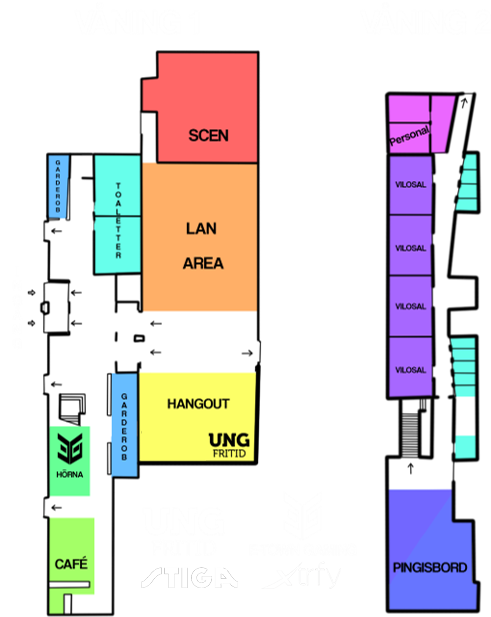 SCEN
Personal
GARDEROB
TOALETTER
VILOSAL
LAN
AREA
VILOSAL
VILOSAL
VILOSAL
HANGOUT
GARDEROB
UNG
FRITID
HÖRNA
CAFÉ
PINGISBORD
STIGA